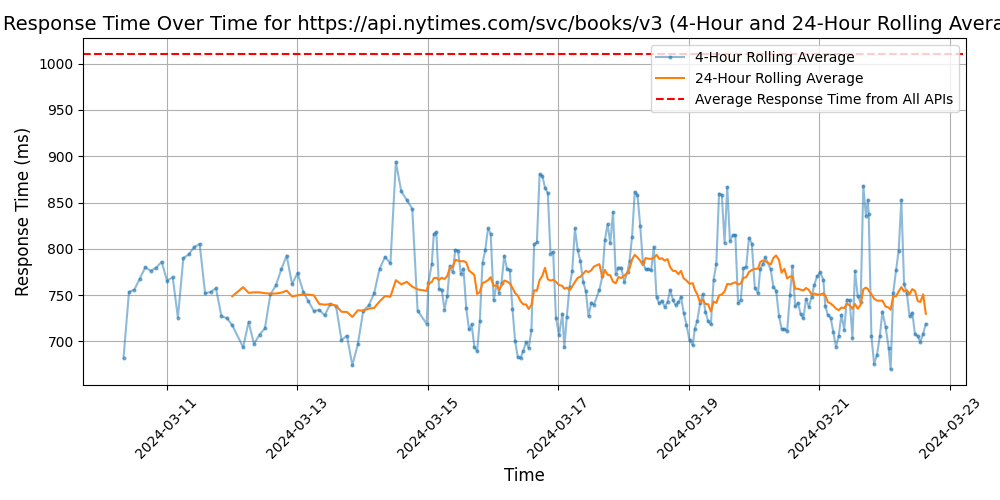 Response Time Over Time for https://api.nytimes.com/svc/books/v3 (4-Hour and 24-Hour Rolling Avera
4-Hour Rolling Average
24-Hour Rolling Average
Average Response Time from All APIs
Response Time (ms)
1000
950
900
850
800
750
700
2024-03-11
2024-03-13
2024-03-15
2024-03-17
2024-03-19
2024-03-21
2024-03-23
Time